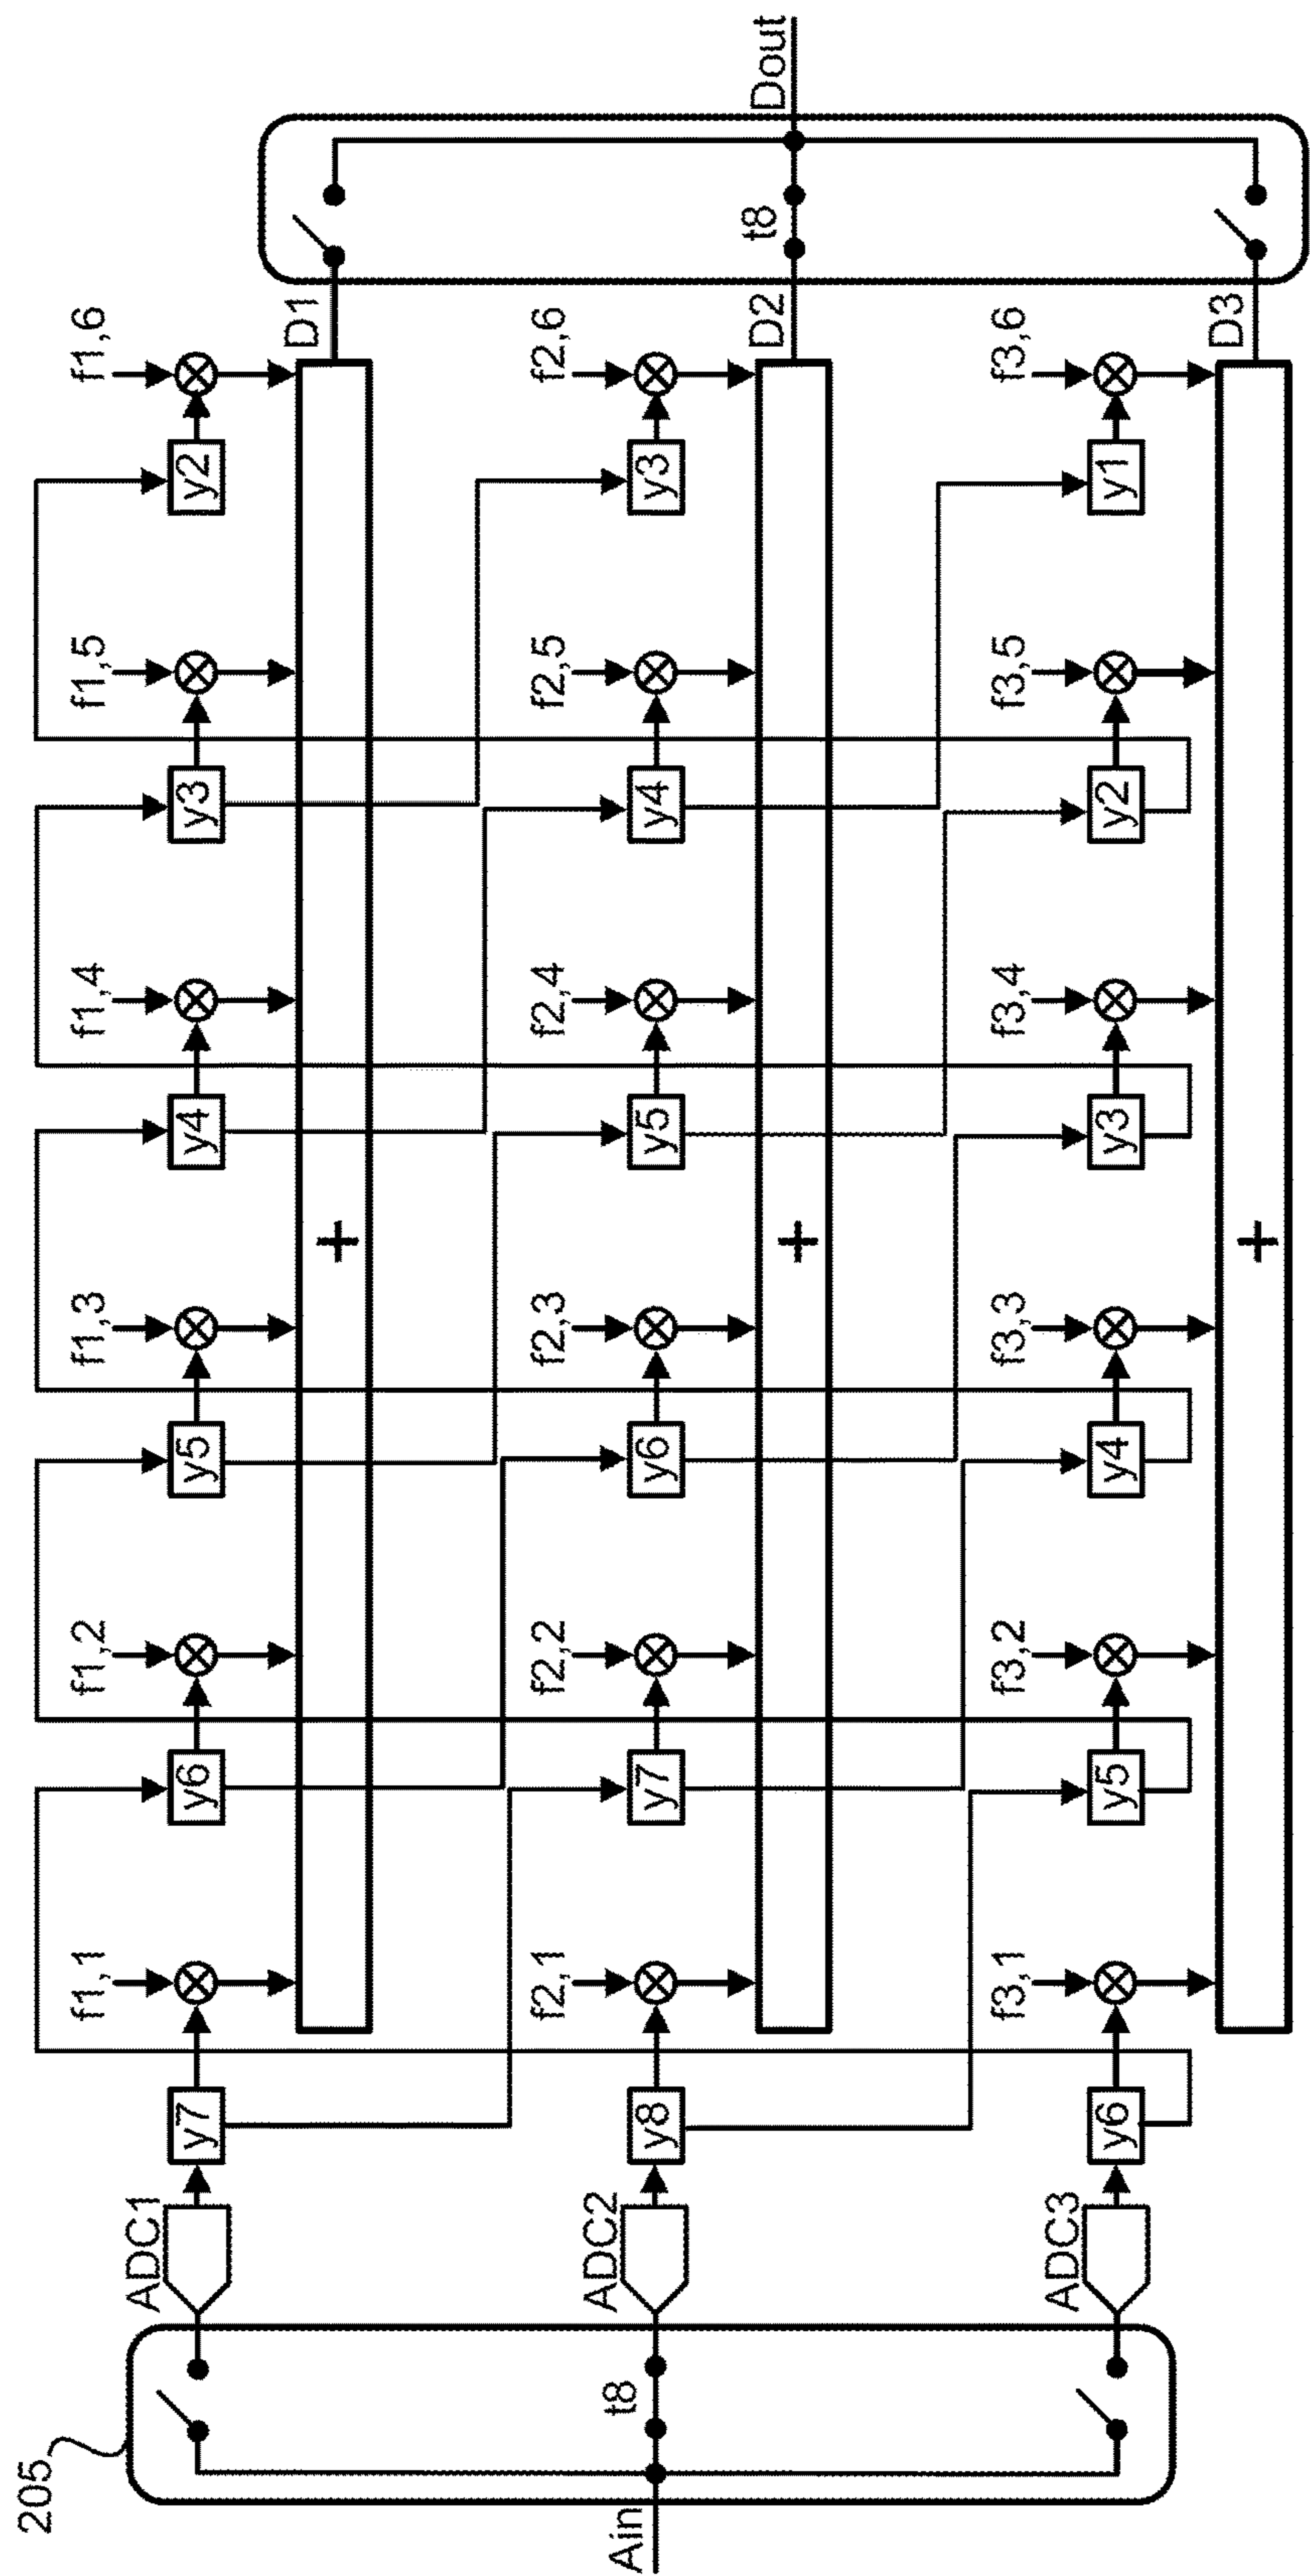 205
Ain
t8
ADC1
ADC2
ADC3
y7
f1,1
y6
f1,2
y5
f1,3
y4
f1,4
y3
f1,5
y2
f1,6
+
D1
y8
f2,1
y7
f2,2
y6
f2,3
y5
f2,4
y4
f2,5
y3
f2,6
+
D2
y6
f3,1
y5
f3,2
y4
f3,3
y3
f3,4
y2
f3,5
y1
f3,6
+
D3
t8
Dout